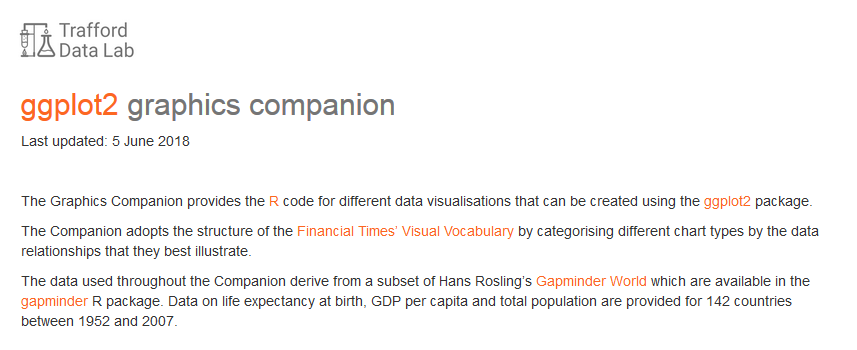 Trafford
Data Lab
ggplot2 graphics companion
Last updated: 5 June 2018
The Graphics Companion provides the R code for different data visualisations that can be created using the ggplot2 package.
The Companion adopts the structure of the Financial Times’ Visual Vocabulary by categorising different chart types by the data
relationships that they best illustrate.
The data used throughout the Companion derive from a subset of Hans Rosling’s Gapminder World which are available in the
gapminder R package. Data on life expectancy at birth, GDP per capita and total population are provided for 142 countries
between 1952 and 2007.